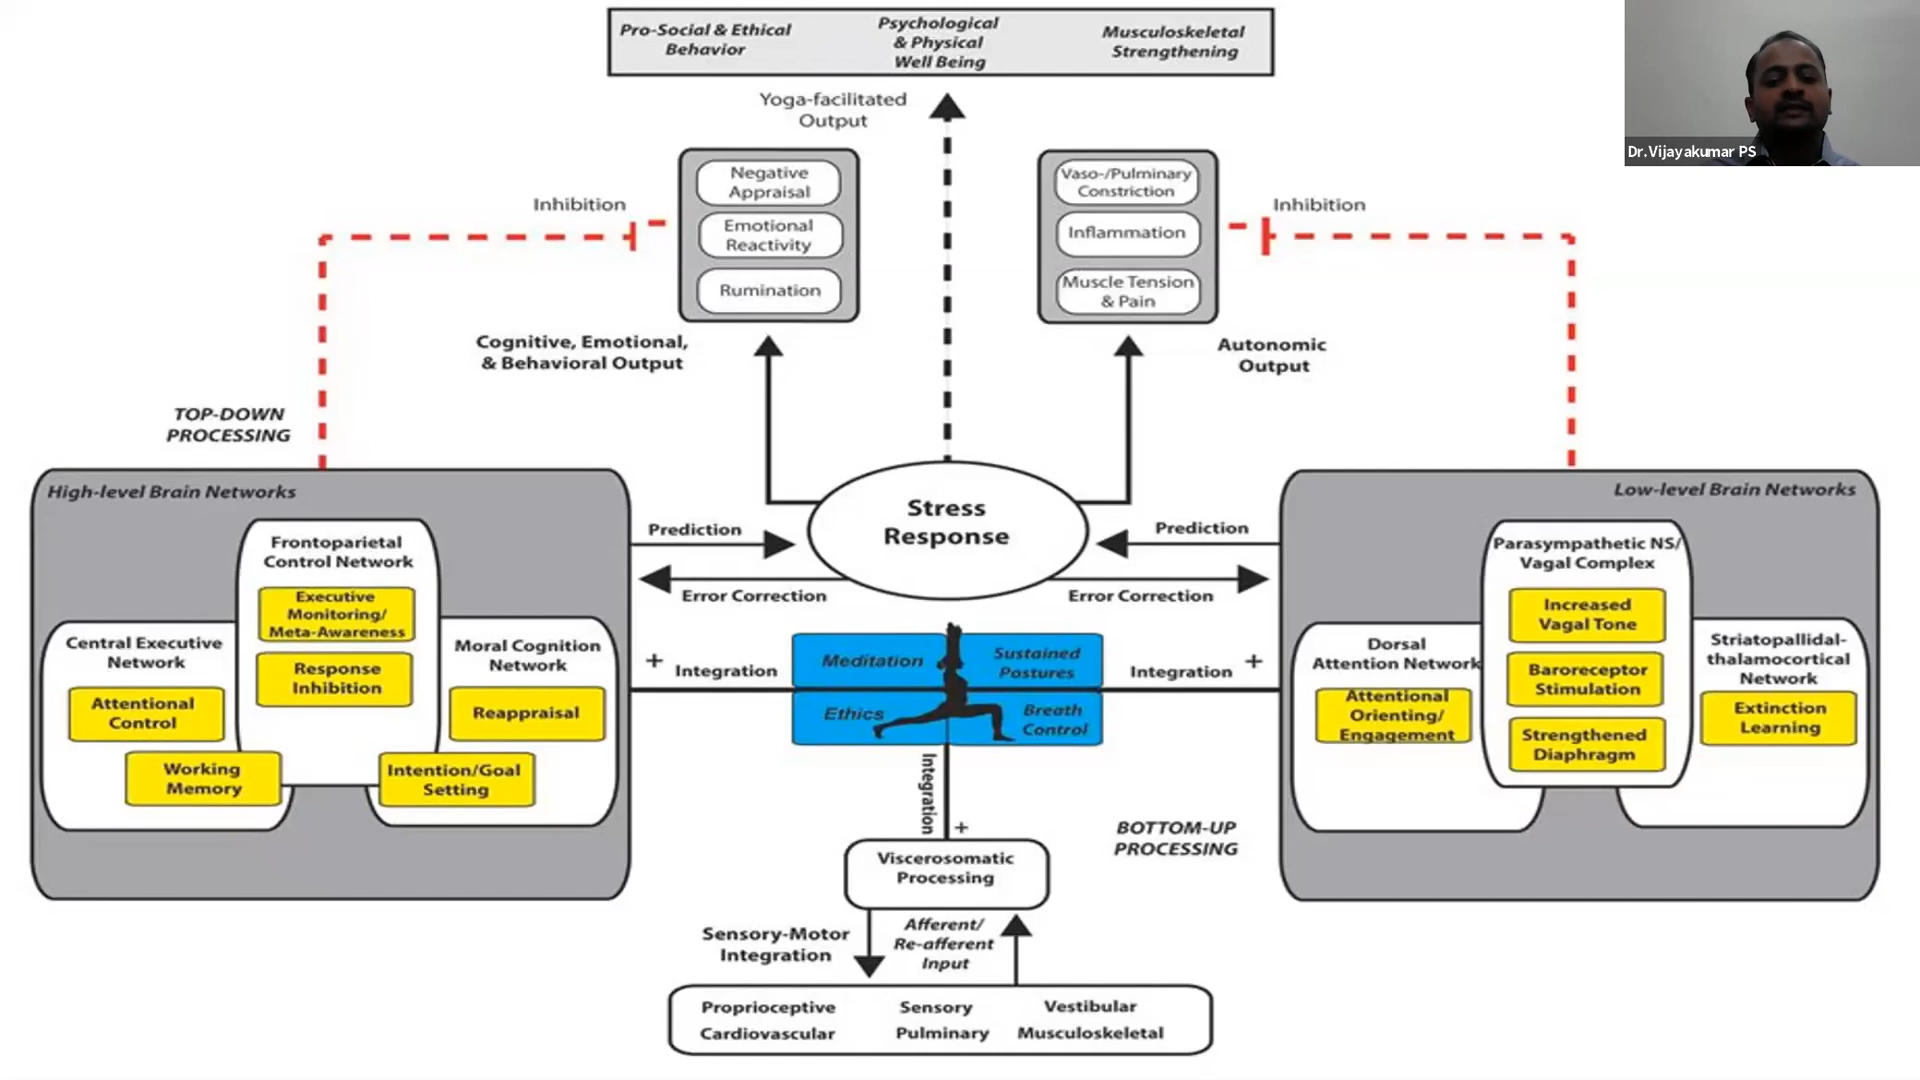 Pro-Social & Ethical
Behavior
Psychological
& Physical
Well Being
Musculoskeletal
Strengthening
Dr.Vijayakumar PS
Yoga-facilitated
Output
Negative
Appraisal
Emotional
Reactivity
Rumination
Vaso-/Pulminary
Constriction
Inflammation
Muscle Tension
& Pain
Inhibition
Inhibition
Cognitive, Emotional,
& Behavioral Output
Autonomic
Output
TOP-DOWN
PROCESSING
High-level Brain Networks
Frontoparietal
Control Network
Executive
Monitoring/
Meta-Awareness
Response
Inhibition
Central Executive
Network
Attentional
Control
Working
Memory
Moral Cognition
Network
Reappraisal
Intention/Goal
Setting
Stress
Response
Prediction
Error Correction
+ Integration
Prediction
Error Correction
Integration +
Meditation
Sustained
Postures
Ethics
Breath
Control
Low-level Brain Networks
Parasympathetic NS/
Vagal Complex
Increased
Vagal Tone
Baroreceptor
Stimulation
Strengthened
Diaphragm
Dorsal
Attention Network
Attentional
Orienting/
Engagement
Striatopallidal-
thalamocortical
Network
Extinction
Learning
Integration +
BOTTOM-UP
PROCESSING
Viscerosomatic
Processing
Sensory-Motor
Integration
Afferent/
Re-afferent
Input
Proprioceptive Sensory Vestibular
Cardiovascular Pulminary Musculoskeletal